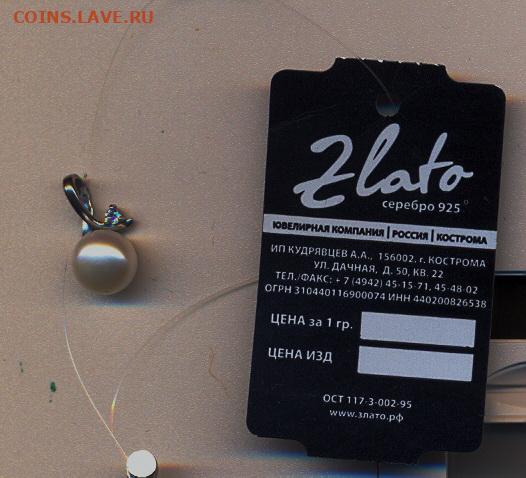 COINS.LAVE.РУ
Zlato
серебро 925°
ЮВЕЛИРНАЯ КОМПАНИЯ | РОССИЯ | КОСТРОМА
ИП КУДРЯВЦЕВ А.А., 156002, г. КОСТРОМА
УЛ. ДАЧНАЯ, Д. 50, КВ. 22
ТЕЛ./ФАКС: + 7 (4942) 45-15-71, 45-48-02
ОГРН 310440116900074 ИНН 440200826538
ЦЕНА за 1 гр.
ЦЕНА ИЗД
ОСТ 117-3-002-95
www.злато.рф